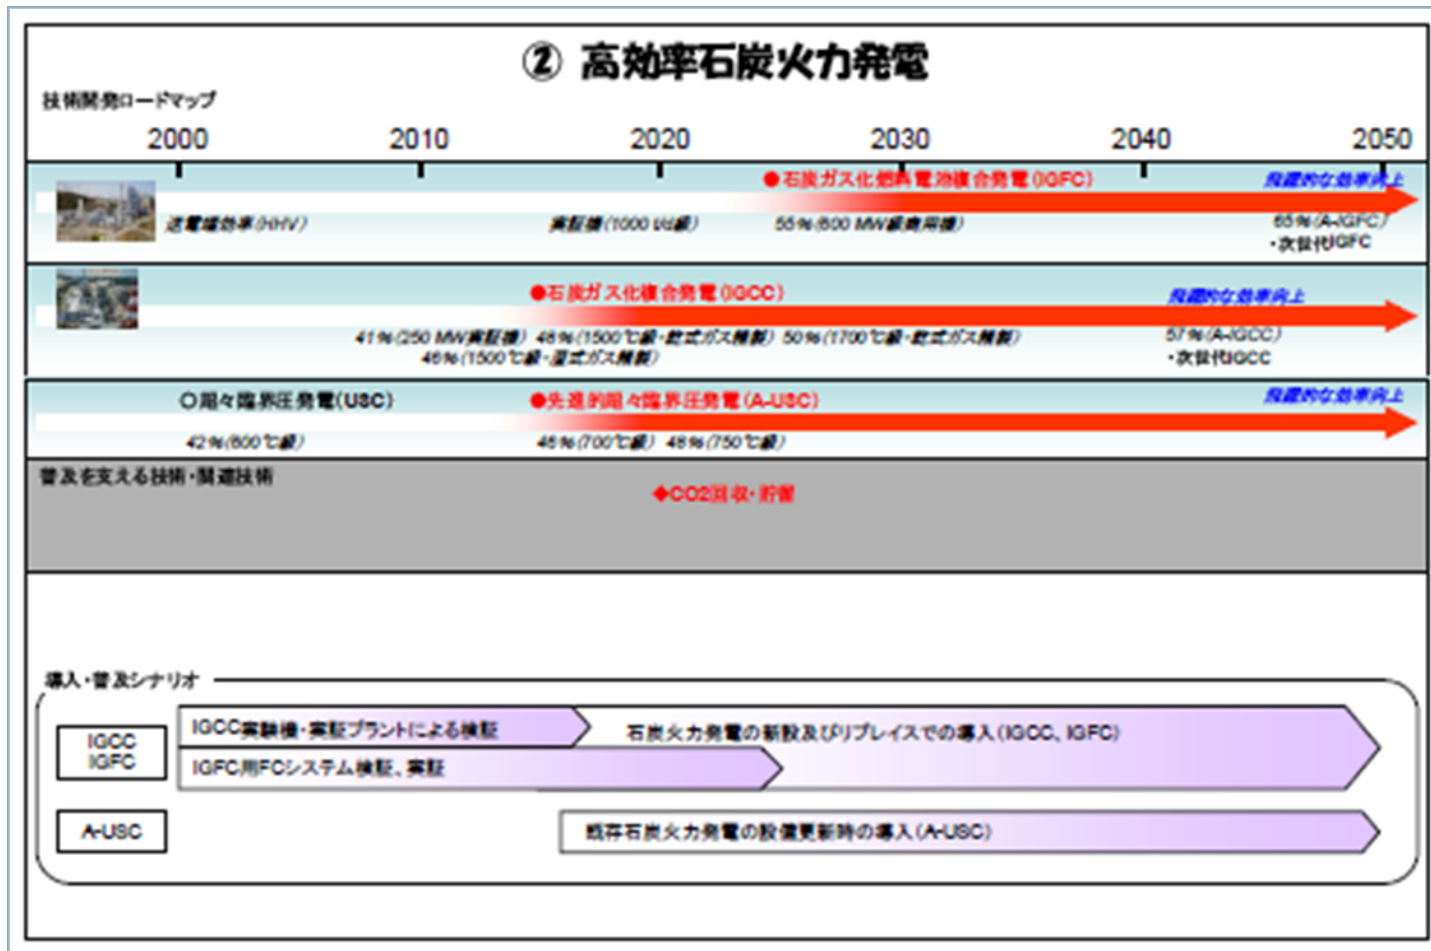 ② 高効率石炭火力発電
技術開発ロードマップ
2000 2010 2020 2030 2040 2050
●石炭ガス化燃料電池複合発電(IGFC) 飛躍的な効率向上
送電端効率(HHV) 実証機(1000 t/d級) 55%(600 MW級商用機) 65%(A-IGFC)
・次世代IGFC
●石炭ガス化複合発電(IGCC) 飛躍的な効率向上
41%(250 MW実証機) 48%(1500℃級・乾式ガス精製) 50%(1700℃級・乾式ガス精製) 57%(A-IGCC)
46%(1500℃級・湿式ガス精製) ・次世代IGCC
○超々臨界圧発電(USC) ●先進的超々臨界圧発電(A-USC) 飛躍的な効率向上
42%(600℃級) 46%(700℃級) 48%(750℃級)
普及を支える技術・関連技術
◆CO2回収・貯留
導入・普及シナリオ
IGCC
IGFC
IGCC実験機・実証プラントによる検証
石炭火力発電の新設及びリプレイスでの導入(IGCC、IGFC)
IGFC用FCシステム検証、実証
A-USC
既存石炭火力発電の設備更新時の導入(A-USC)